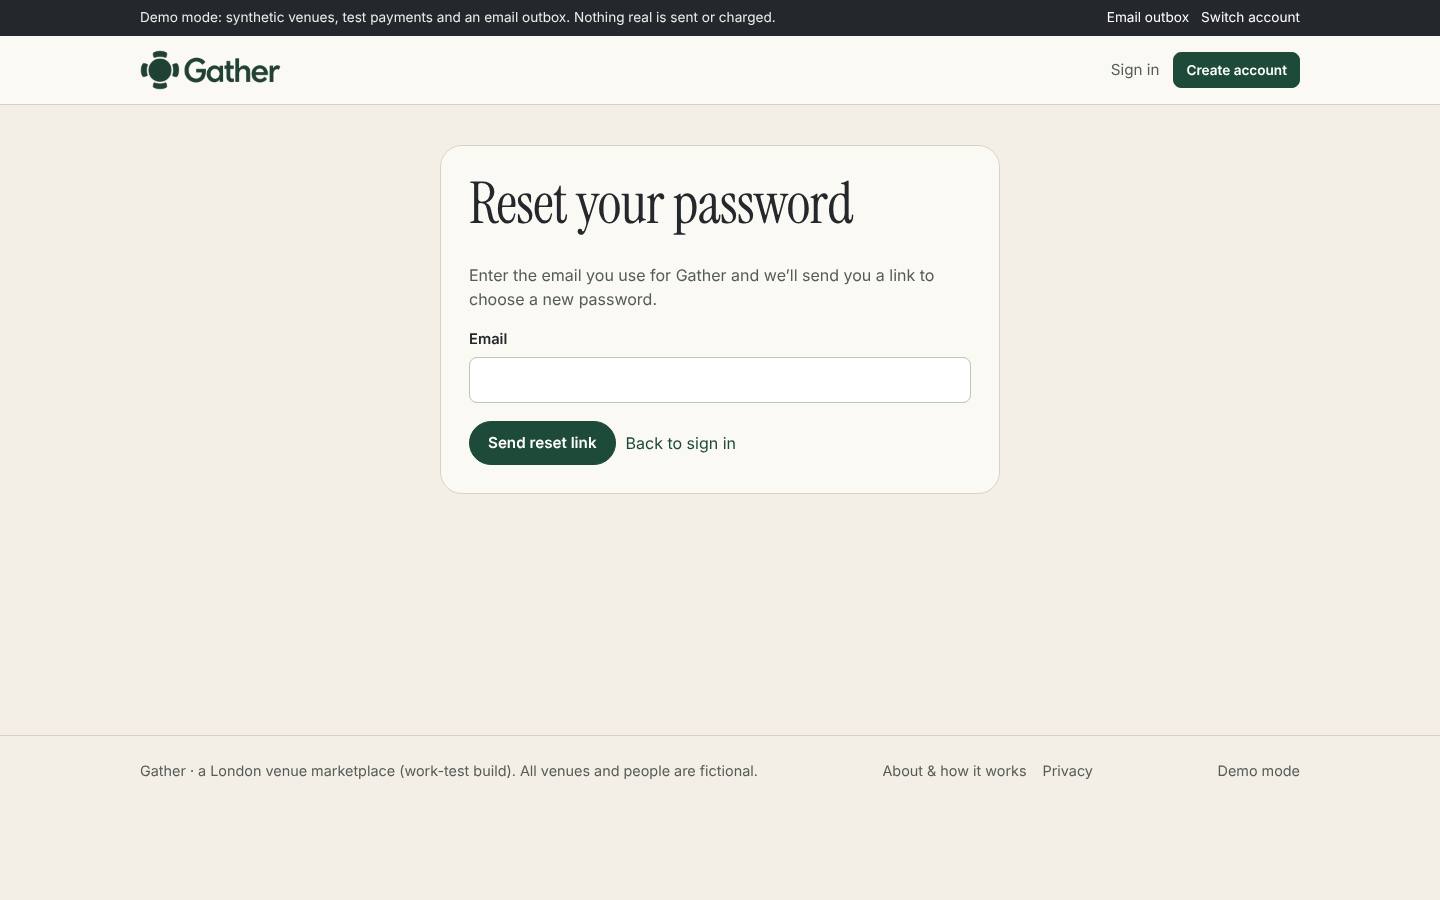 Demo mode: synthetic venues, test payments and an email outbox. Nothing real is sent or charged.
Email outbox
Switch account
Gather
Sign in
Create account
Reset your password
Enter the email you use for Gather and we’ll send you a link to
choose a new password.
Email
Send reset link
Back to sign in
Gather · a London venue marketplace (work-test build). All venues and people are fictional.
About & how it works
Privacy
Demo mode